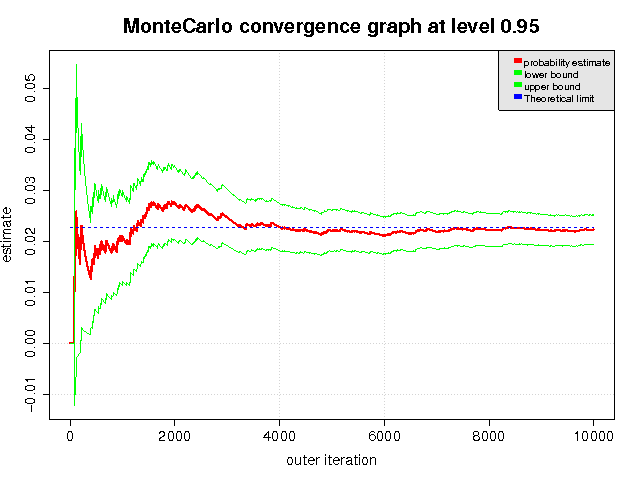 MonteCarlo convergence graph at level 0.95
probability estimate
lower bound
upper bound
Theoretical limit
estimate
0.05
0.04
0.03
0.02
0.01
0.00
−0.01
0 2000 4000 6000 8000 10000
outer iteration